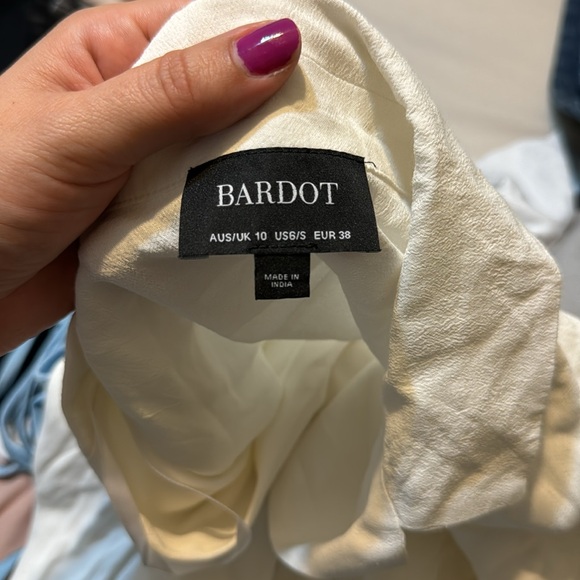 BARDOT
AUS/UK 10 US6/S EUR 38
MADE IN
INDIA